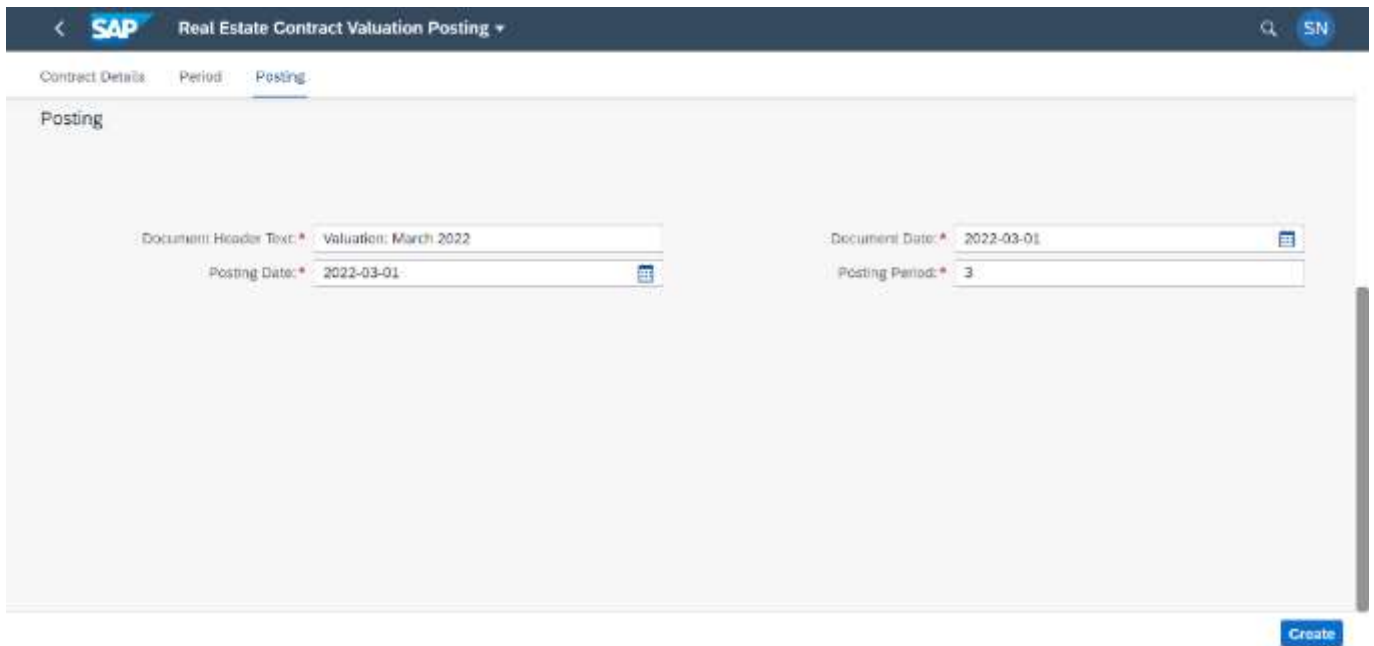 < SAP Real Estate Contract Valuation Posting SN
Contract Details Period Posting
Posting
Document Header Text:* Valuation: March 2022 Document Date:* 2022-03-01
Posting Date:* 2022-03-01 Posting Period:* 3
Create